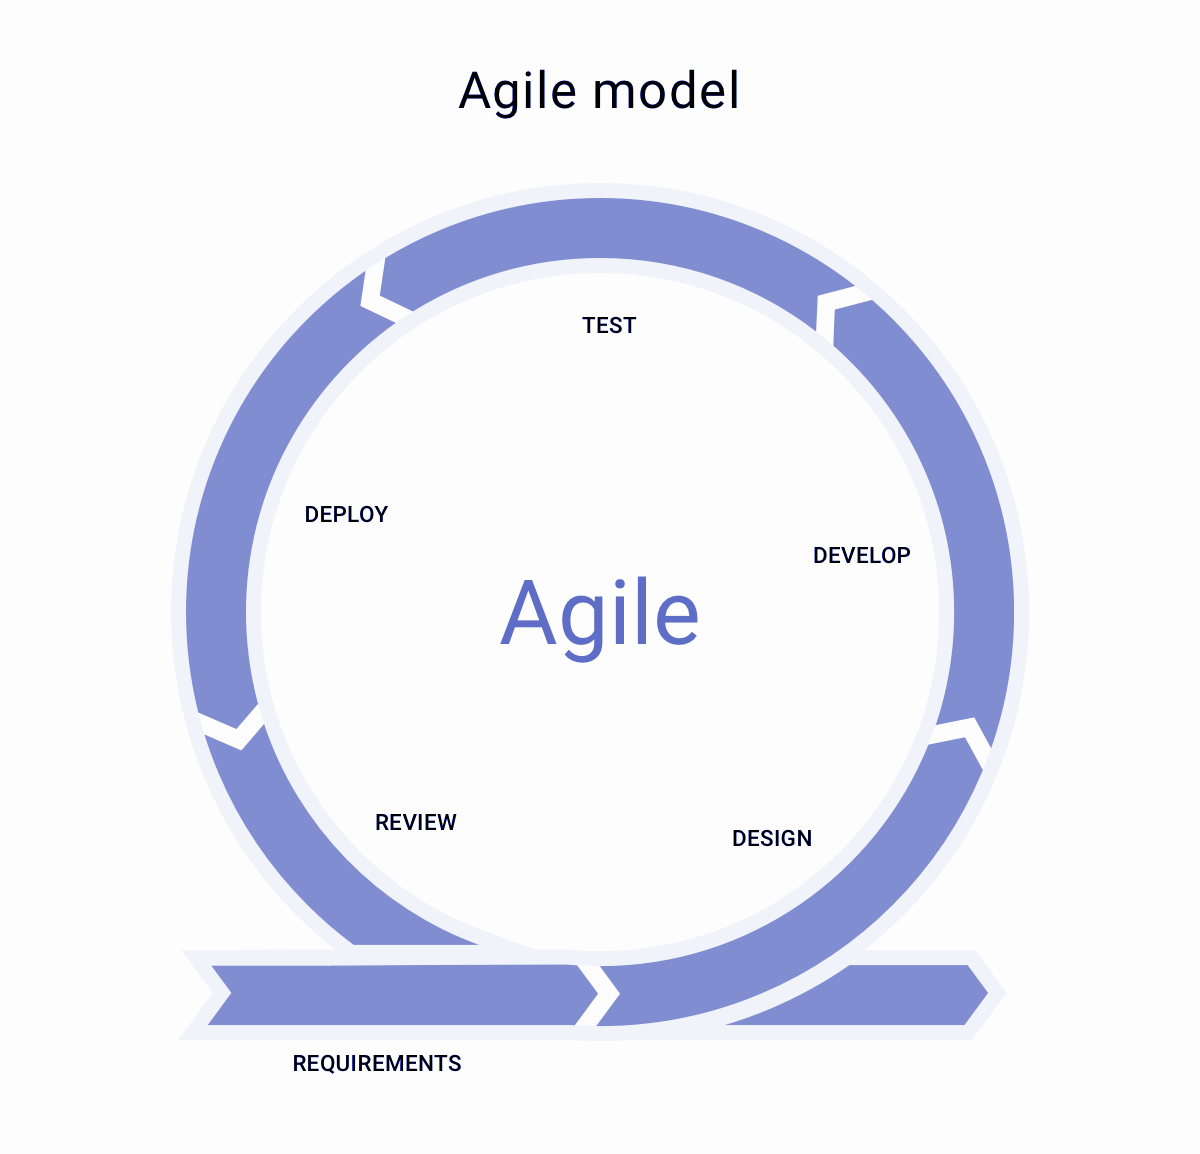 Agile model
TEST
DEPLOY
DEVELOP
Agile
REVIEW
DESIGN
REQUIREMENTS